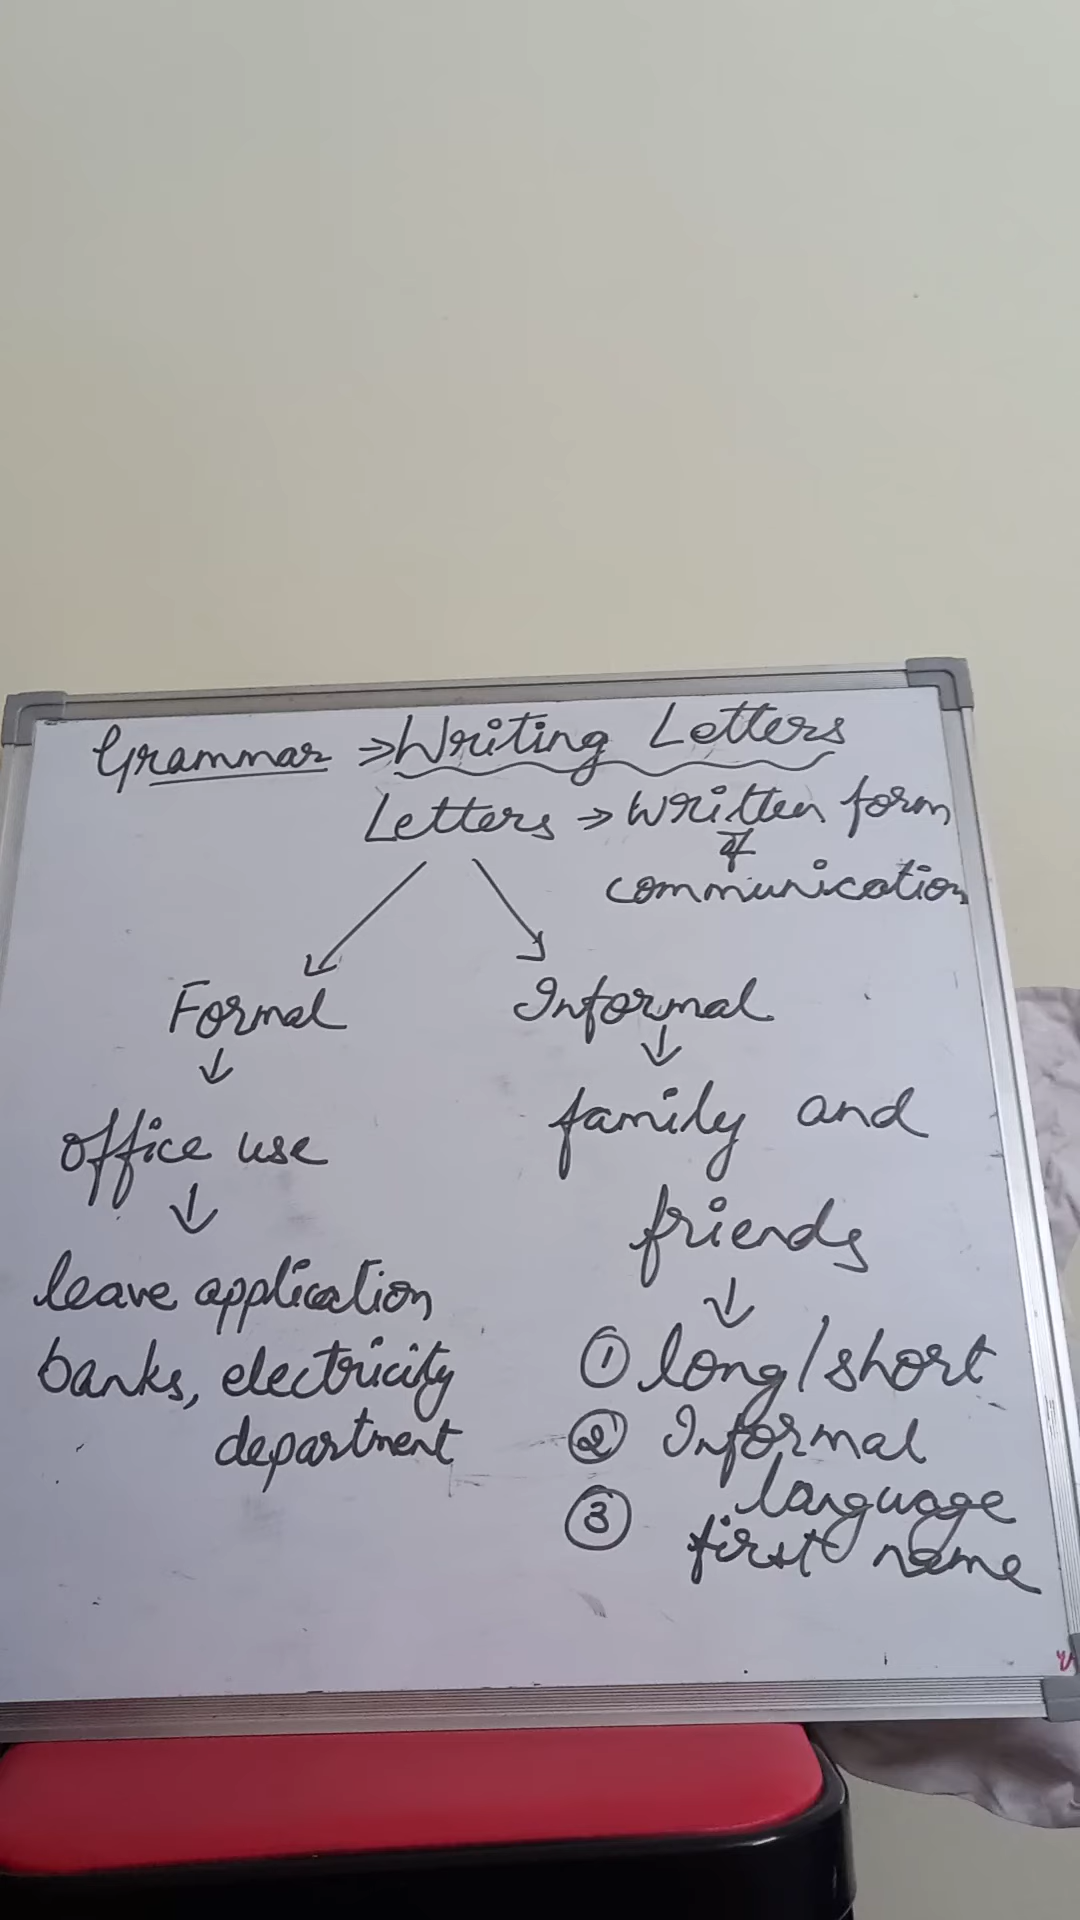 Grammar ⇒ Writing Letters
Letters → Written form
of
communication
Formal Informal
↓ ↓
office use family and
↓ friends
↓
leave application ① long/short
banks, electricity ② Informal
department language
③ first name